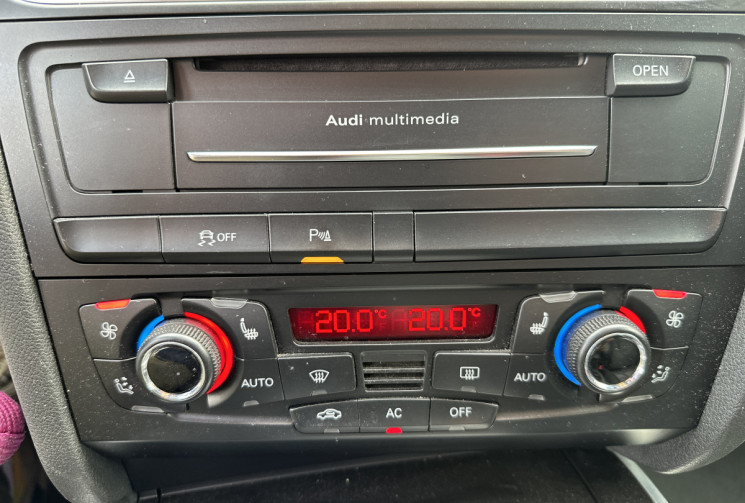 OPEN
Audi multimedia
OFF
P
20.0°C
20.0°C
AUTO
AUTO
AC
OFF